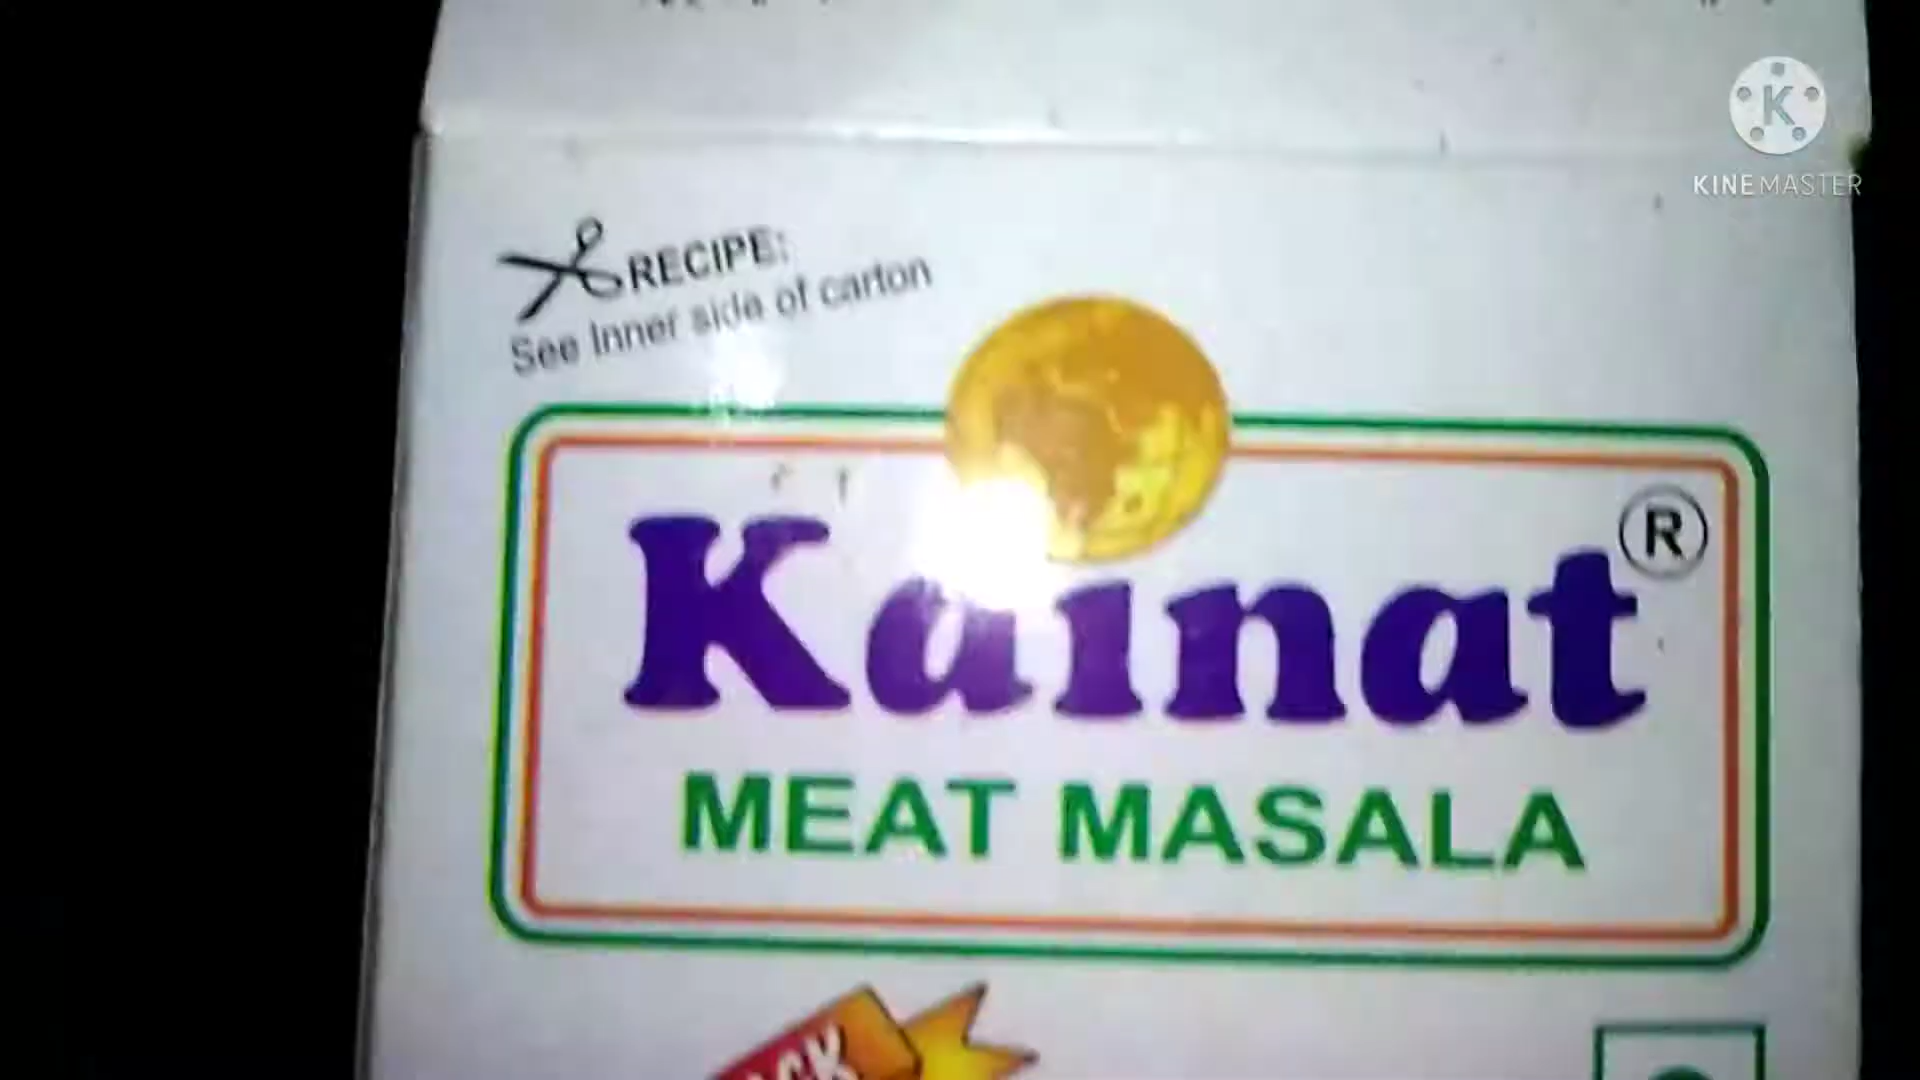 K
KINEMASTER
RECIPE:
See Inner side of carton
Kainat ®
MEAT MASALA